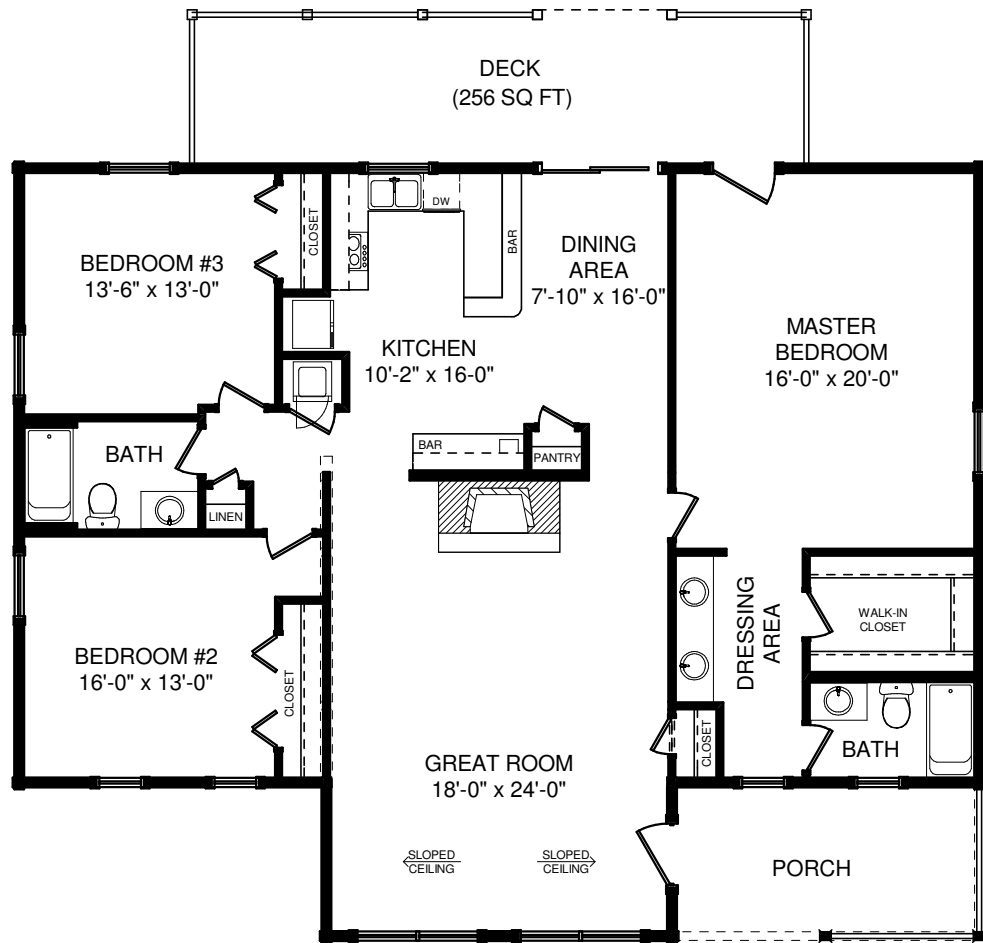 DECK
(256 SQ FT)
BEDROOM #3
13'-6" x 13'-0"
CLOSET
DW
BAR
DINING
AREA
7'-10" x 16'-0"
KITCHEN
10'-2" x 16-0"
MASTER
BEDROOM
16'-0" x 20'-0"
BATH
LINEN
BAR
PANTRY
BEDROOM #2
16'-0" x 13'-0"
CLOSET
DRESSING
AREA
WALK-IN
CLOSET
CLOSET
BATH
GREAT ROOM
18'-0" x 24'-0"
SLOPED
CEILING
SLOPED
CEILING
PORCH